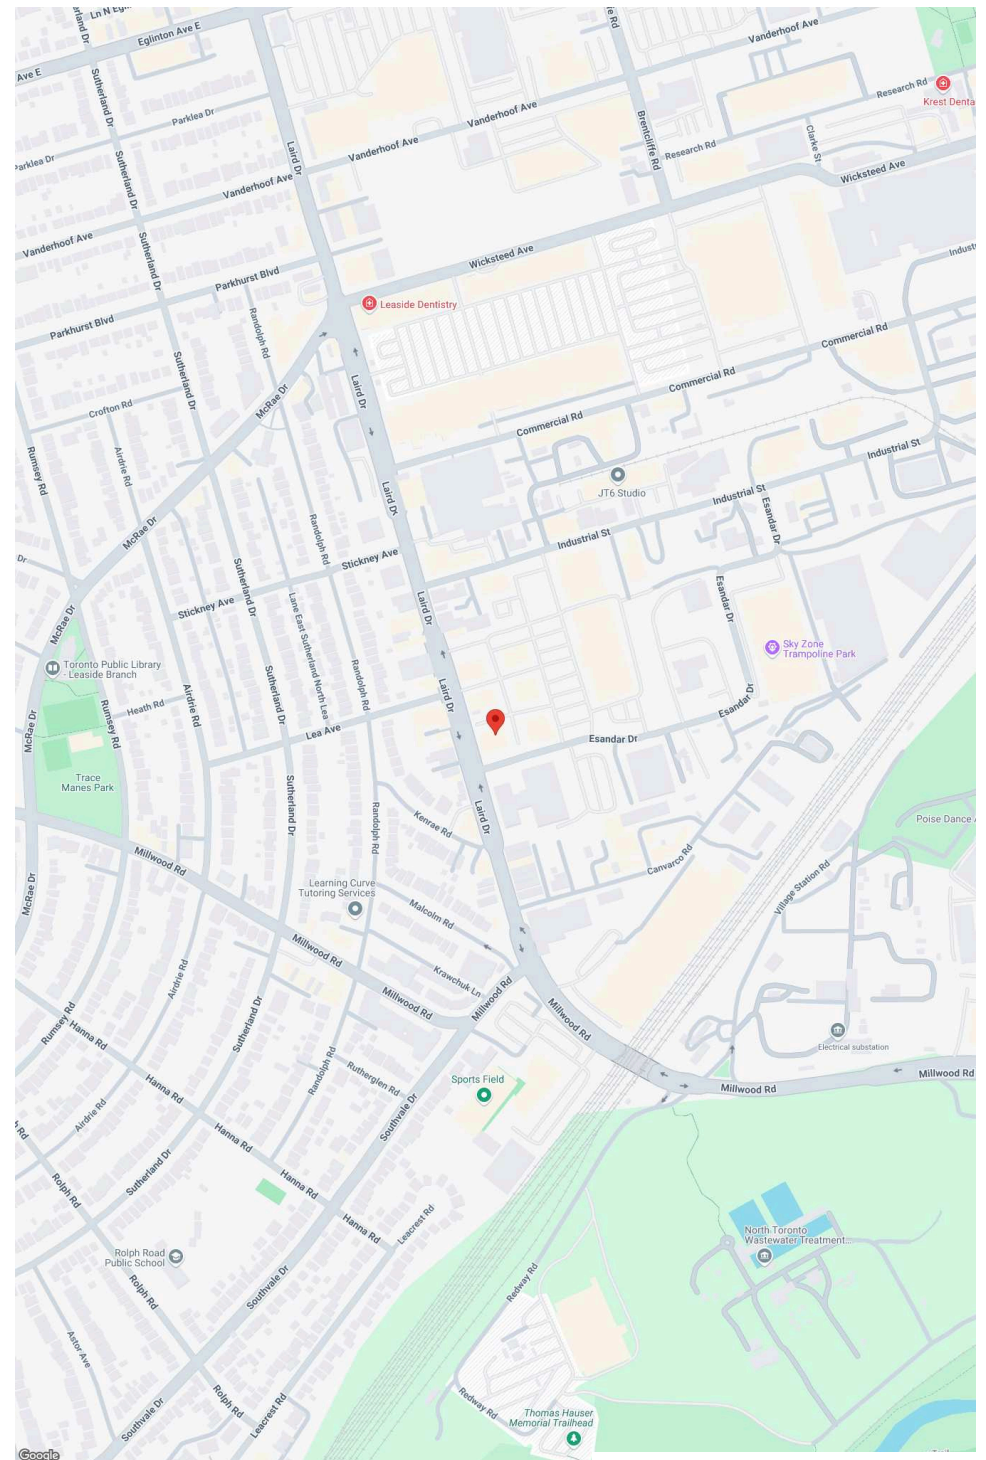 Ln N Egl
Eglinton Ave E
Ave E
Sutherland Dr
Parklea Dr
Parklea Dr
Sutherland Dr
Laird Dr
Vanderhoof Ave
Vanderhoof Ave
Vanderhoof Ave
Vanderhoof Ave
Vanderhoof Ave
Brentcliffe Rd
Research Rd
Research Rd
Krest Denta
Clarke St
Wicksteed Ave
Wicksteed Ave
Sutherland Dr
Parkhurst Blvd
Parkhurst Blvd
Randolph Rd
Leaside Dentistry
Indust
Commercial Rd
Commercial Rd
Commercial Rd
Sutherland Dr
Laird Dr
McRae Dr
Crofton Rd
Airdrie Rd
Rumsey Rd
Industrial St
Industrial St
Industrial St
JT6 Studio
Esandar Dr
Laird Dr
McRae Dr
Randolph Rd
Stickney Ave
Stickney Ave
Dr
Sutherland Dr
Lane East Sutherland North Lea
Laird Dr
Esandar Dr
McRae Dr
Sky Zone
Trampoline Park
Toronto Public Library
- Leaside Branch
Heath Rd
Airdrie Rd
Rumsey Rd
Sutherland Dr
Randolph Rd
Laird Dr
Esandar Dr
Esandar Dr
Lea Ave
McRae Dr
Trace
Manes Park
Sutherland Dr
Randolph Rd
Kenrae Rd
Laird Dr
Poise Dance
Canvarco Rd
Village Station Rd
Millwood Rd
McRae Dr
Learning Curve
Tutoring Services
Malcolm Rd
Millwood Rd
Krawchuk Ln
Millwood Rd
Millwood Rd
Millwood Rd
Airdrie Rd
Rumsey Rd
Hanna Rd
Sutherland Dr
Electrical substation
Millwood Rd
Millwood Rd
Randolph Rd
Rutherglen Rd
Sports Field
Hanna Rd
Airdrie Rd
Southvale Dr
Hanna Rd
Sutherland Dr
Rolph Rd
Hanna Rd
Hanna Rd
Leacrest Rd
North Toronto
Wastewater Treatment...
Rolph Road
Public School
Rolph Rd
Southvale Dr
Redway Rd
Astor Ave
Rolph Rd
Leacrest Rd
Southvale Dr
Redway Rd
Thomas Hauser
Memorial Trailhead
Google